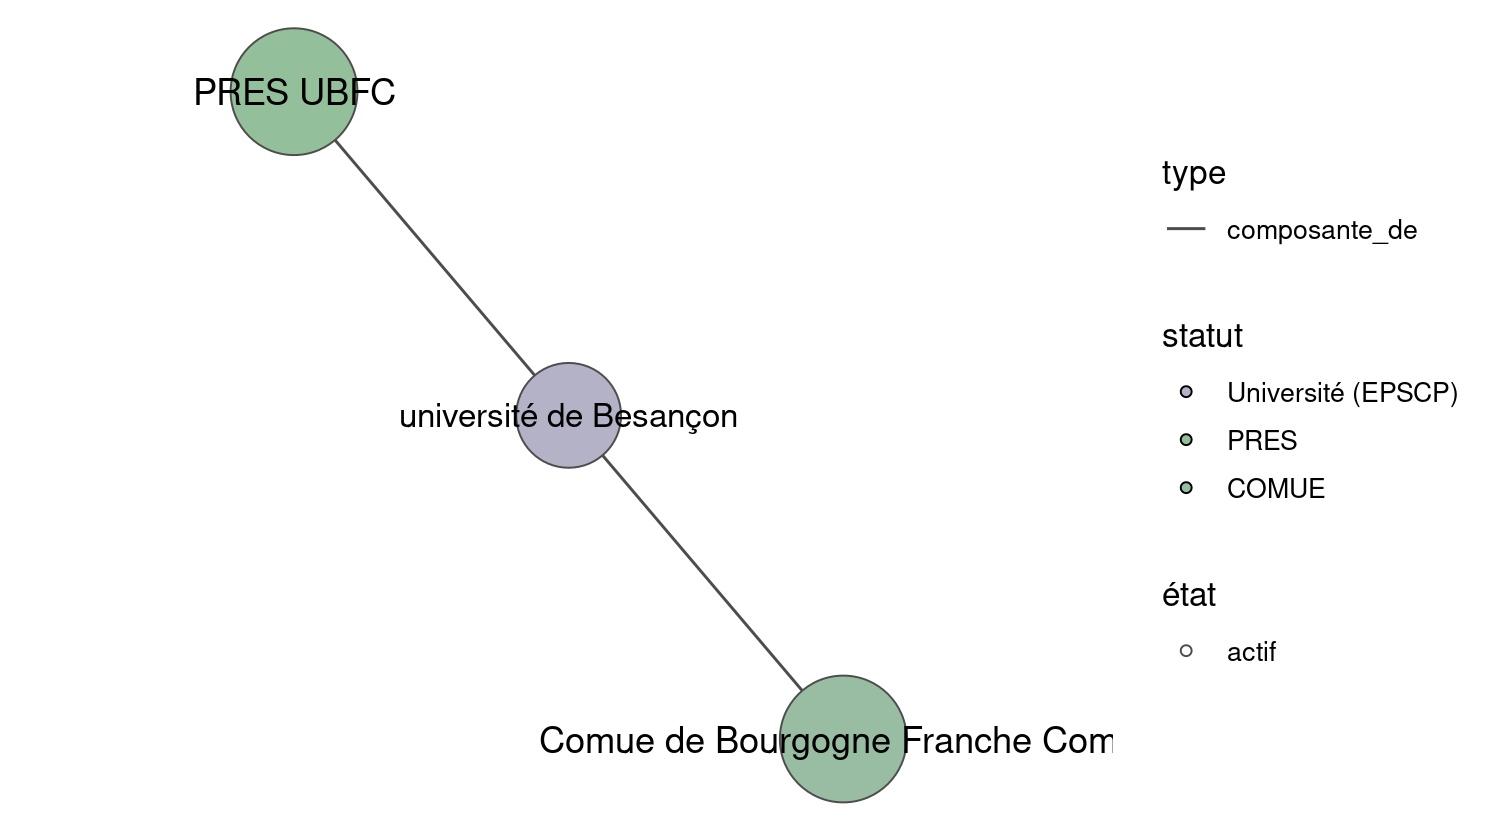 PRES UBFC
université de Besançon
Comue de Bourgogne Franche Com
type
composante_de
statut
Université (EPSCP)
PRES
COMUE
état
actif